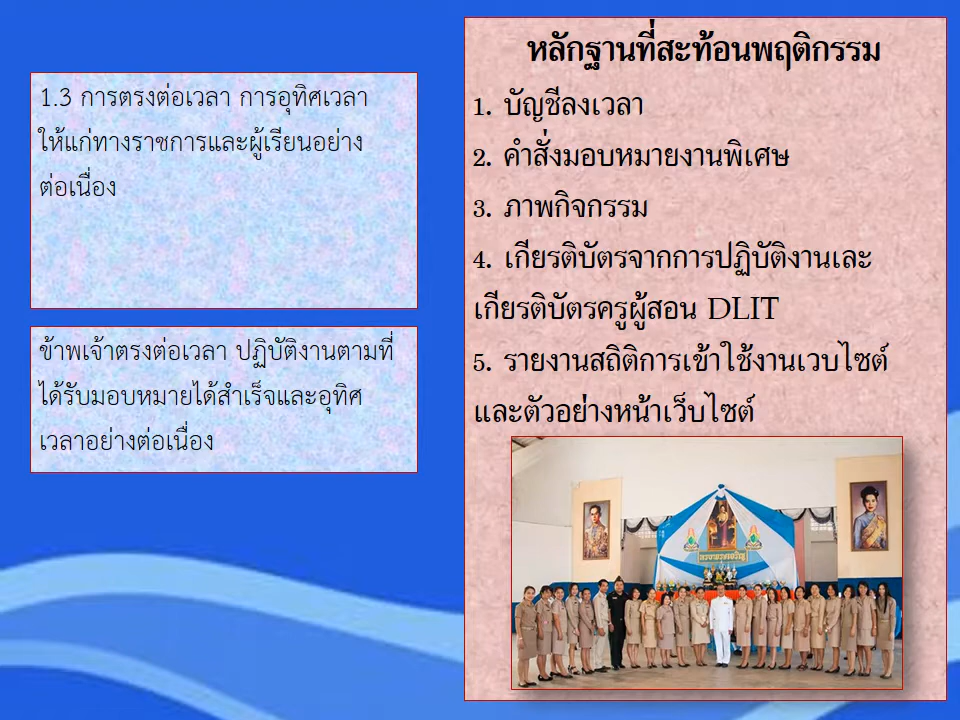 1.3 การตรงต่อเวลา การอุทิศเวลา
ให้แก่ทางราชการและผู้เรียนอย่าง
ต่อเนื่อง
ข้าพเจ้าตรงต่อเวลา ปฏิบัติงานตามที่
ได้รับมอบหมายได้สำเร็จและอุทิศ
เวลาอย่างต่อเนื่อง
หลักฐานที่สะท้อนพฤติกรรม
1. บัญชีลงเวลา
2. คำสั่งมอบหมายงานพิเศษ
3. ภาพกิจกรรม
4. เกียรติบัตรจากการปฏิบัติงานเละ
เกียรติบัตรครูผู้สอน DLIT
5. รายงานสถิติการเข้าใช้งานเวบไซต์
และตัวอย่างหน้าเว็บไซต์
ทรงพระเจริญ